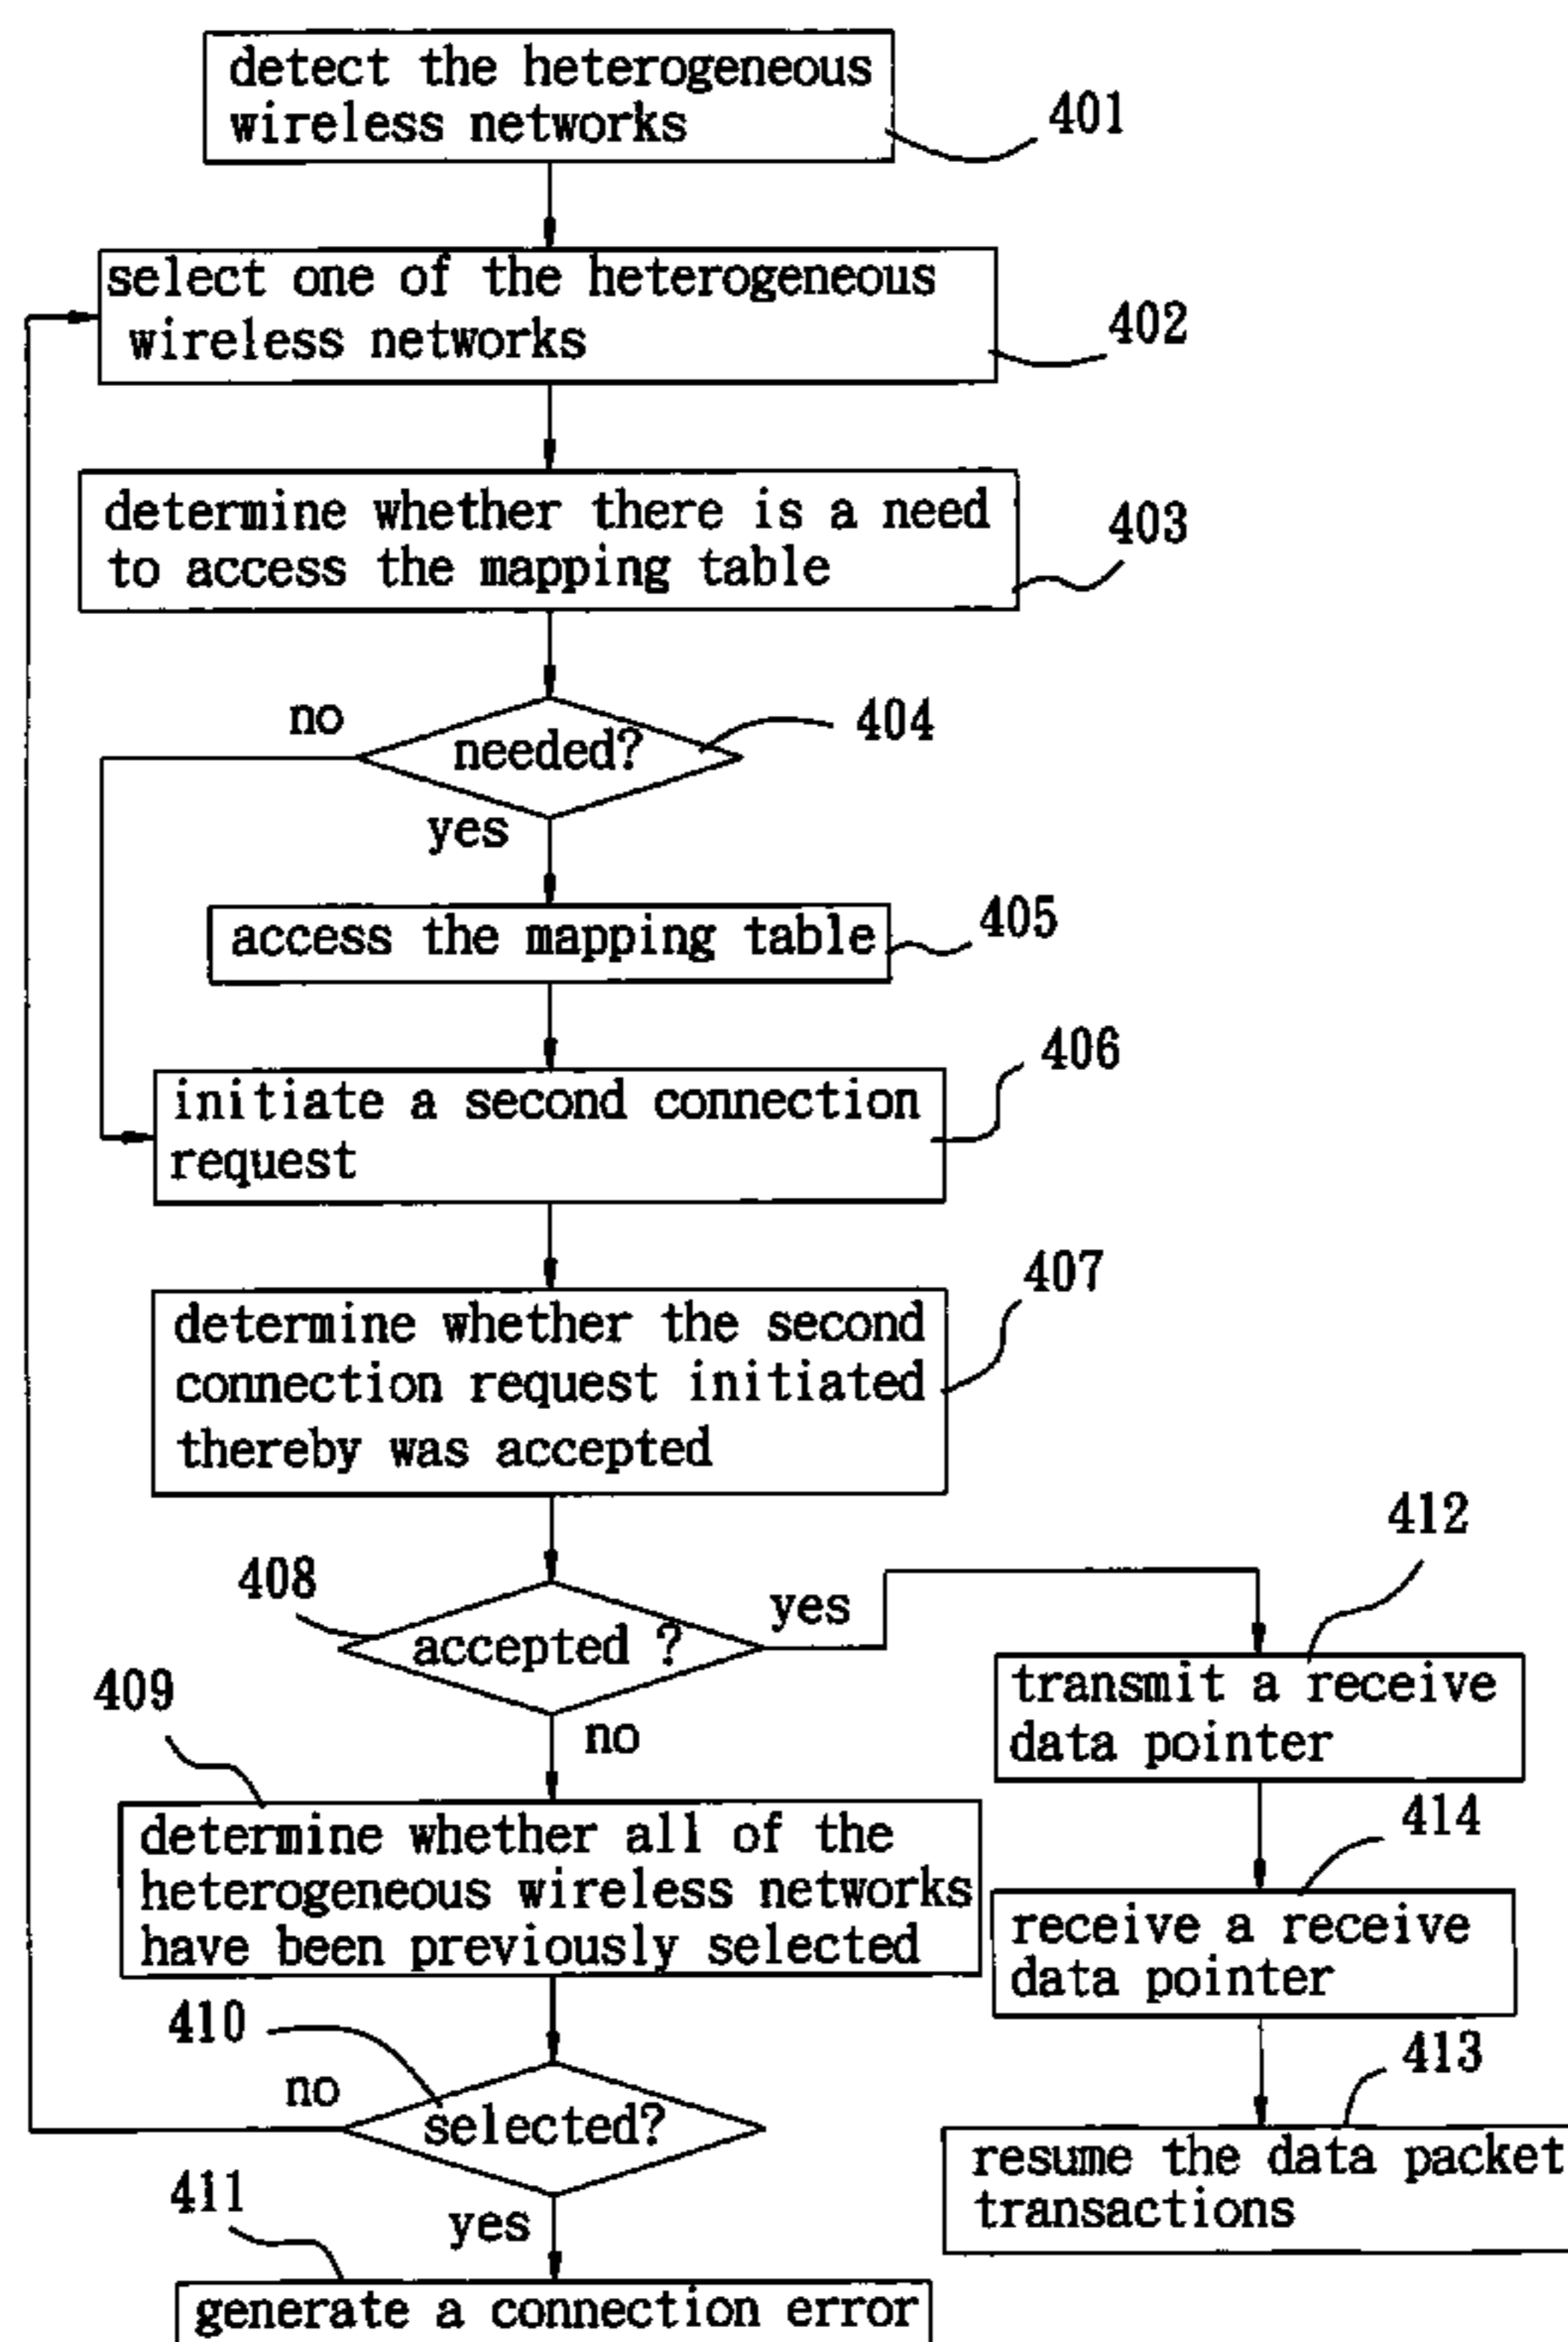 detect the heterogeneous
wireless networks
401
select one of the heterogeneous
wireless networks
402
determine whether there is a need
to access the mapping table
403
no
needed?
404
yes
access the mapping table
405
406
initiate a second connection
request
407
determine whether the second
connection request initiated
thereby was accepted
412
408
yes
accepted ?
409
no
transmit a receive
data pointer
determine whether all of the
heterogeneous wireless networks
have been previously selected
414
receive a receive
data pointer
410
413
no
selected?
resume the data packet
transactions
411
yes
generate a connection error